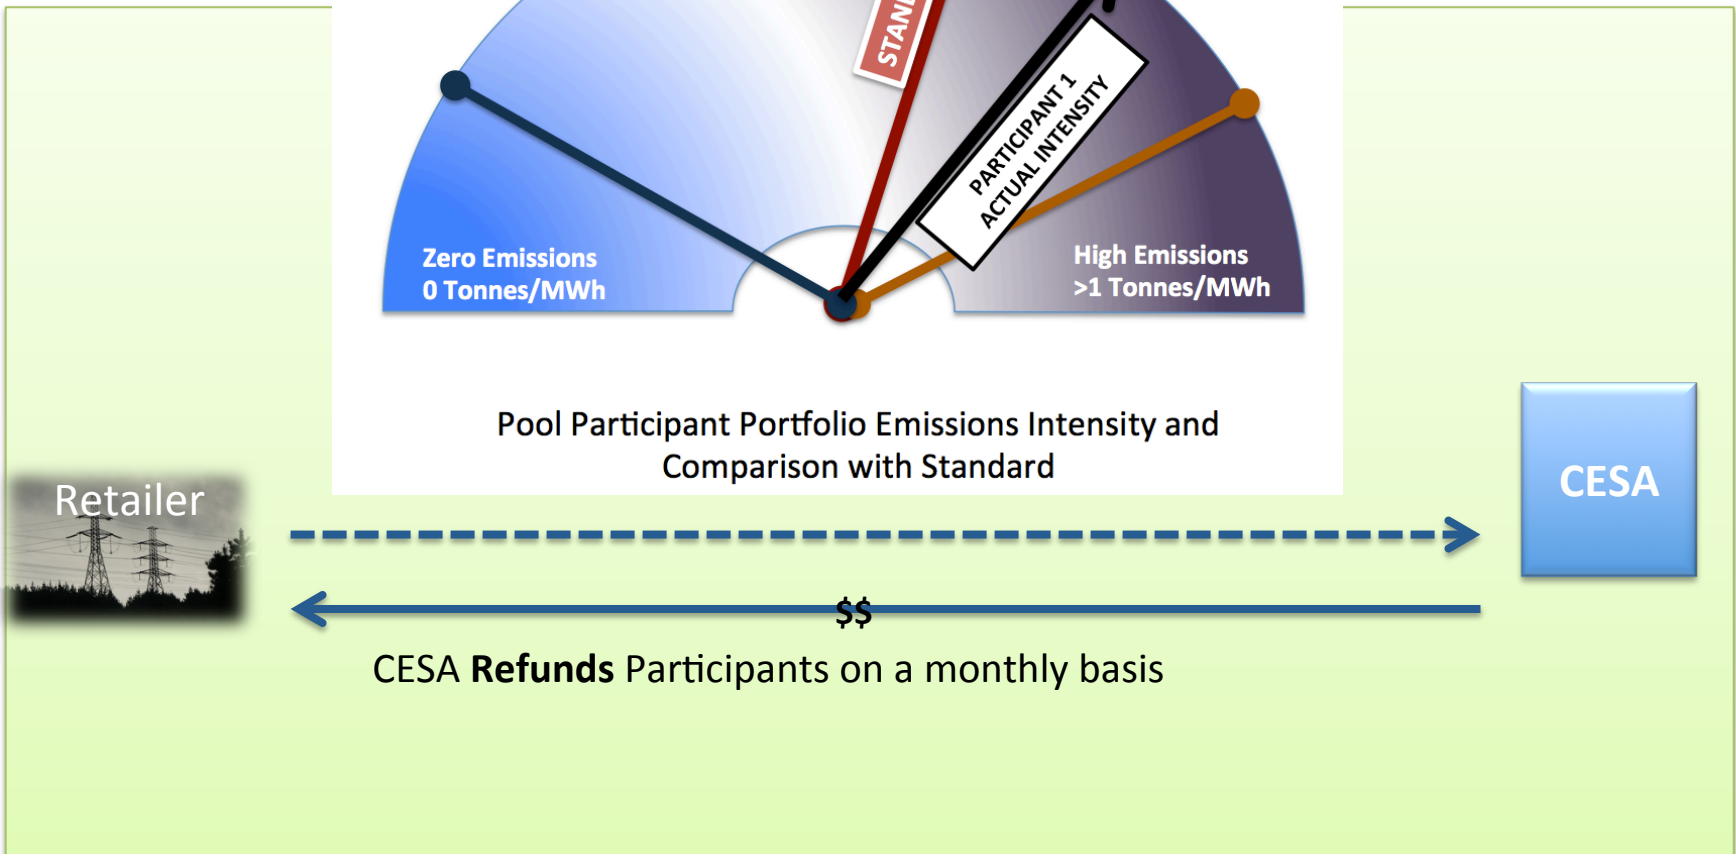 PARTICIPANT 1
ACTUAL INTENSITY
Zero Emissions
0 Tonnes/MWh
High Emissions
>1 Tonnes/MWh
Pool Participant Portfolio Emissions Intensity and
Comparison with Standard
Retailer
CESA
$$
CESA Refunds Participants on a monthly basis